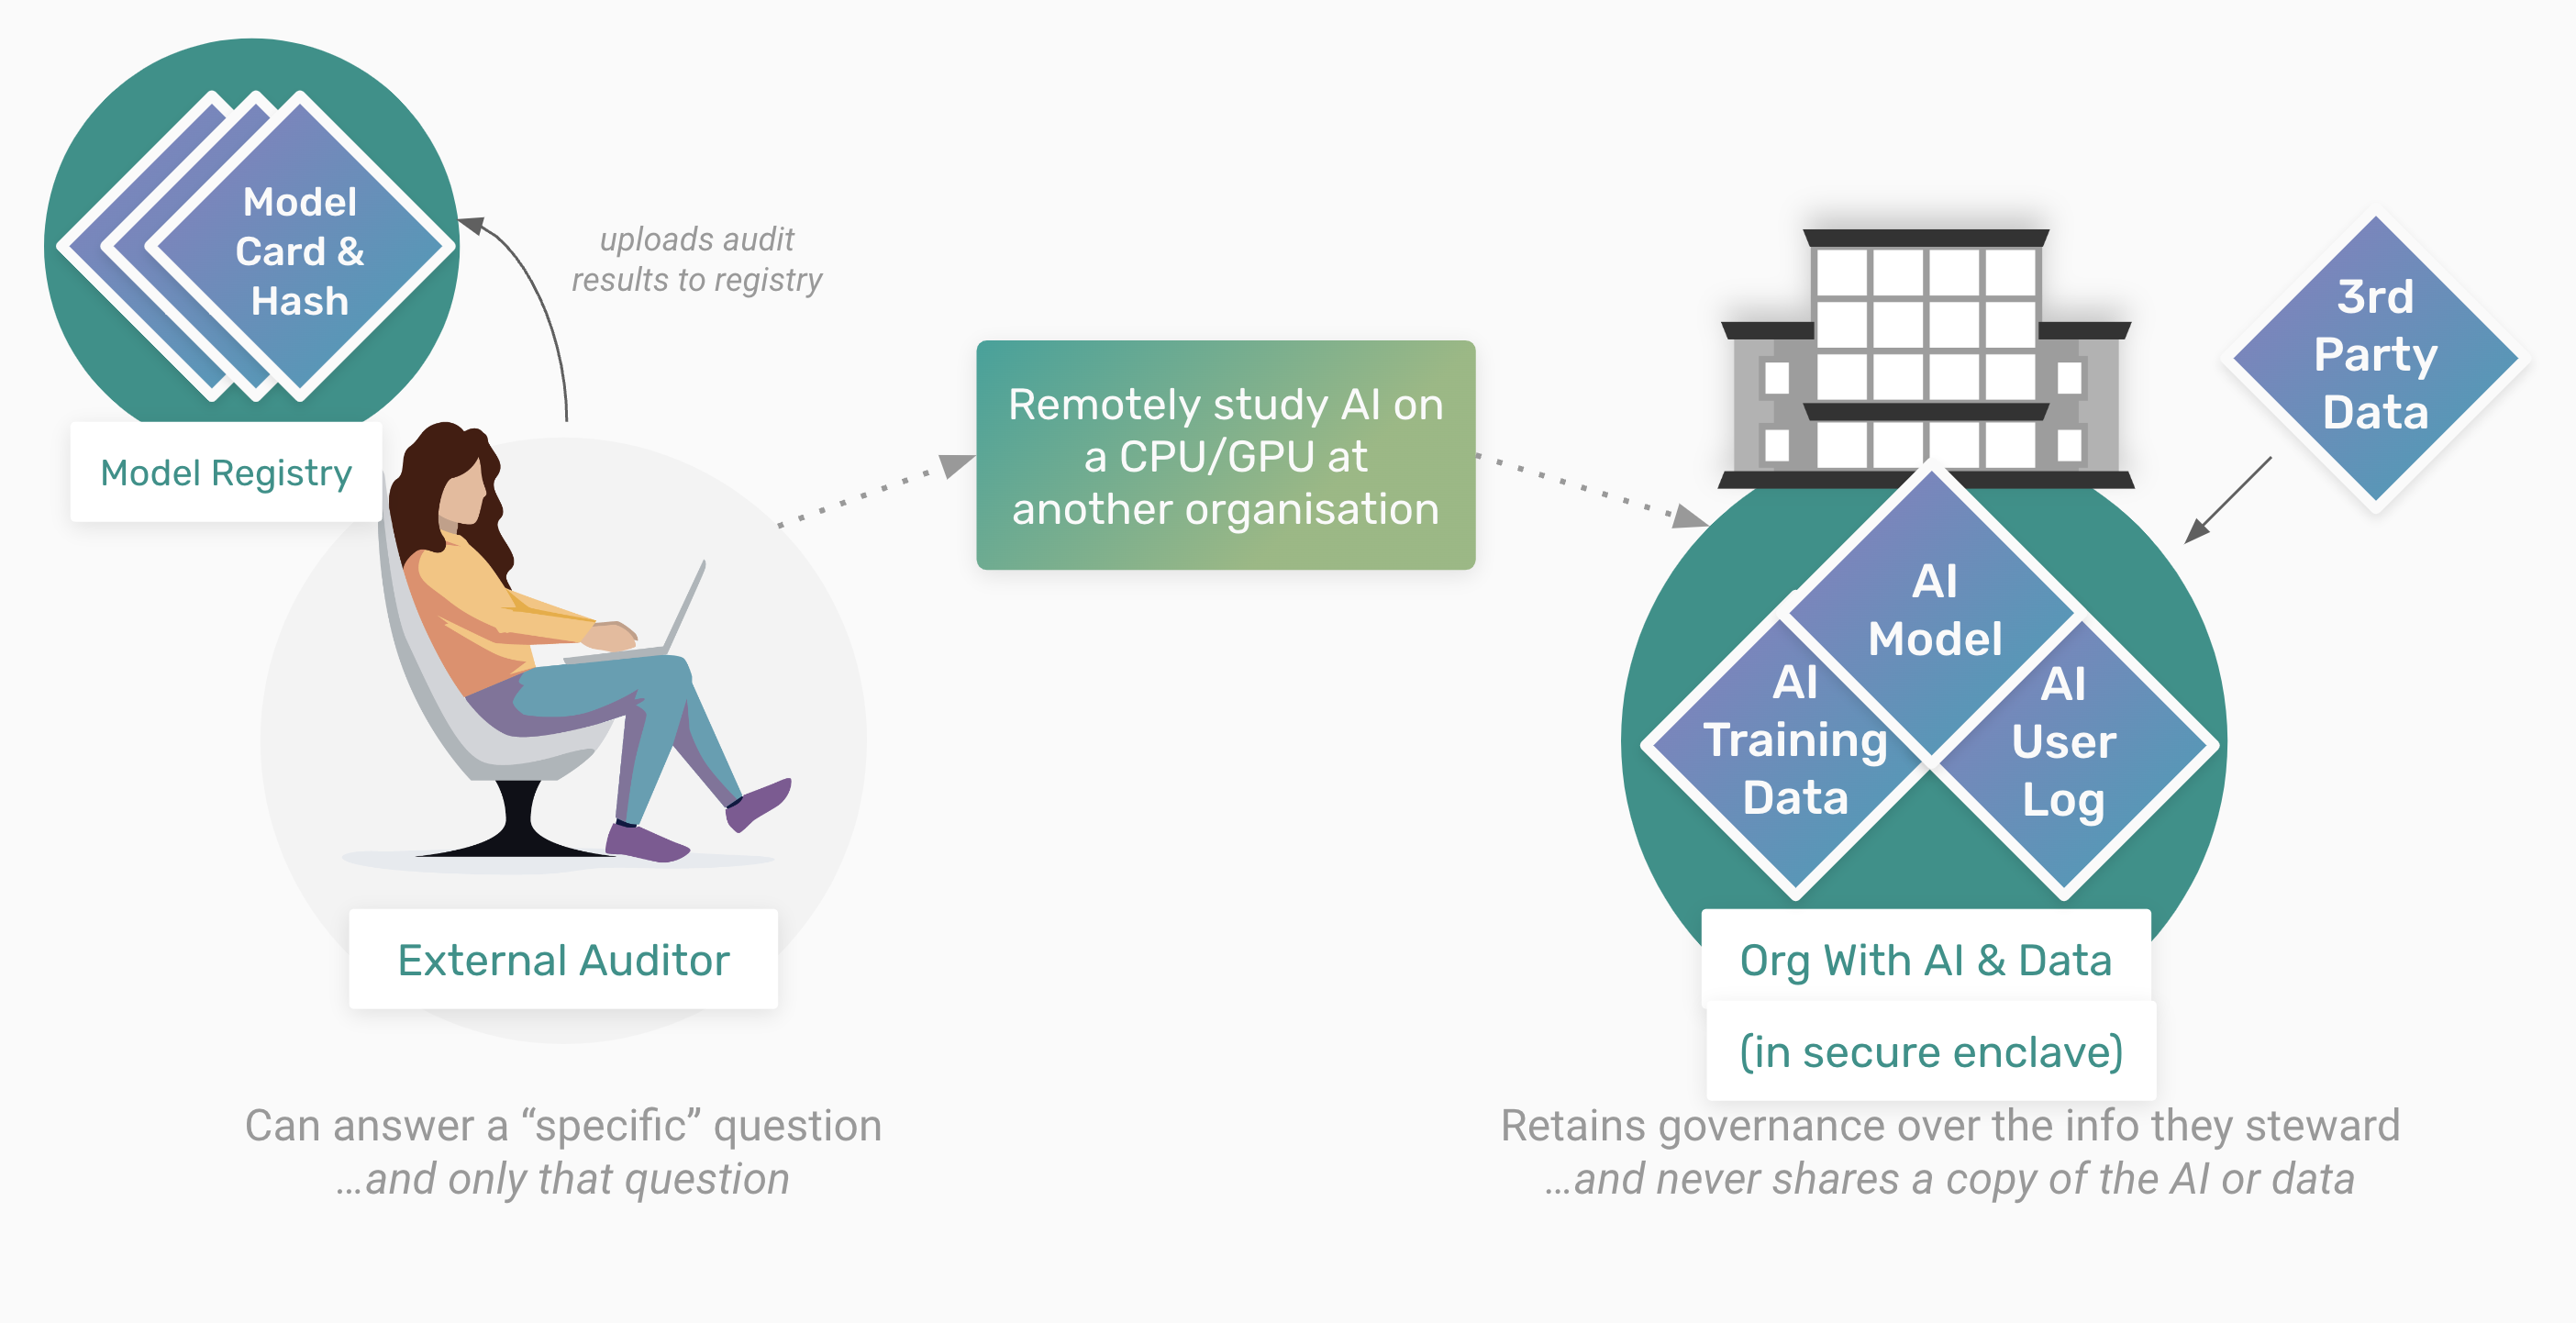 Model
Card &
Hash
uploads audit
results to registry
Model Registry
Remotely study AI on
a CPU/GPU at
another organisation
3rd
Party
Data
AI
Model
AI
Training
Data
AI
User
Log
External Auditor
Org With AI & Data
(in secure enclave)
Can answer a “specific” question
...and only that question
Retains governance over the info they steward
...and never shares a copy of the AI or data